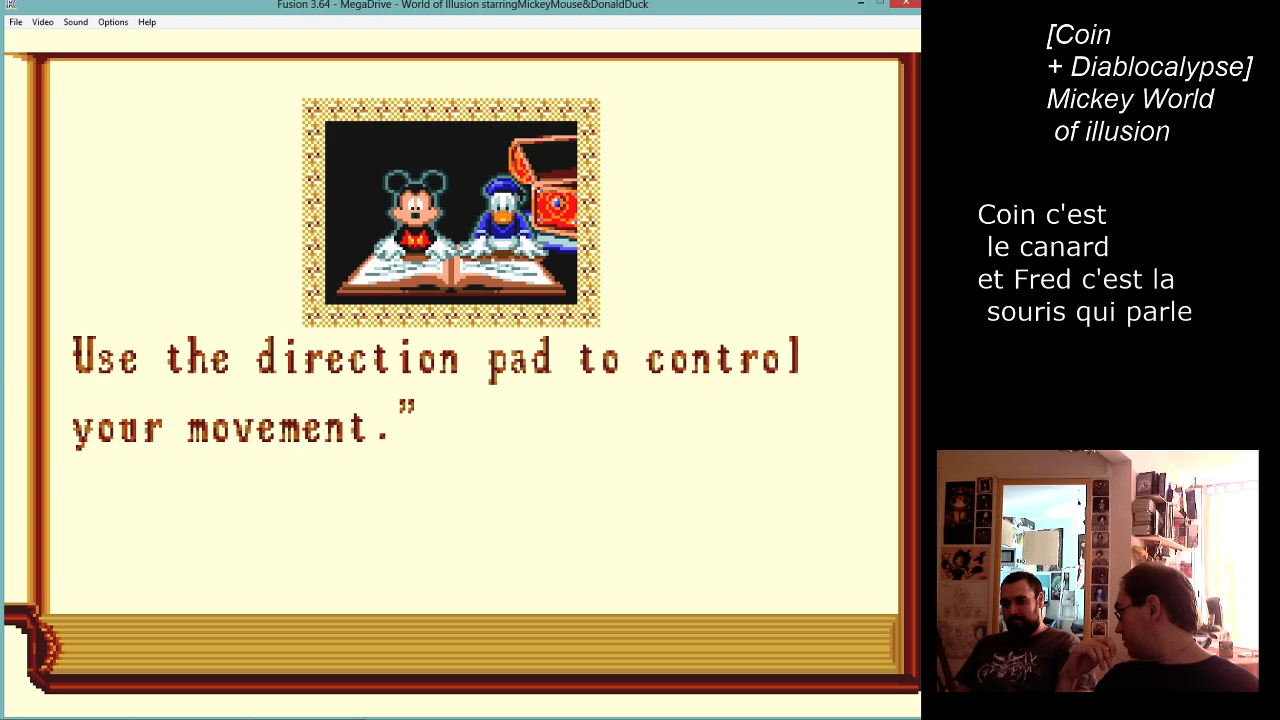 Fusion 3.64 - MegaDrive - World of Illusion starringMickeyMouse&DonaldDuck
File Video Sound Options Help
Use the direction pad to control
your movement.”
[Coin
+ Diablocalypse]
Mickey World
of illusion
Coin c'est
le canard
et Fred c'est la
souris qui parle